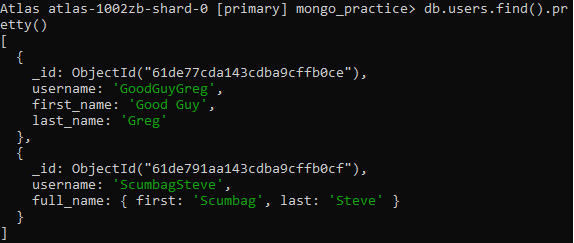 Atlas atlas-1002zb-shard-0 [primary] mongo_practice> db.users.find().pr
etty()
[
  {
    _id: ObjectId("61de77cda143cdba9cffb0ce"),
    username: 'GoodGuyGreg',
    first_name: 'Good Guy',
    last_name: 'Greg'
  },
  {
    _id: ObjectId("61de791aa143cdba9cffb0cf"),
    username: 'ScumbagSteve',
    full_name: { first: 'Scumbag', last: 'Steve' }
  }
]